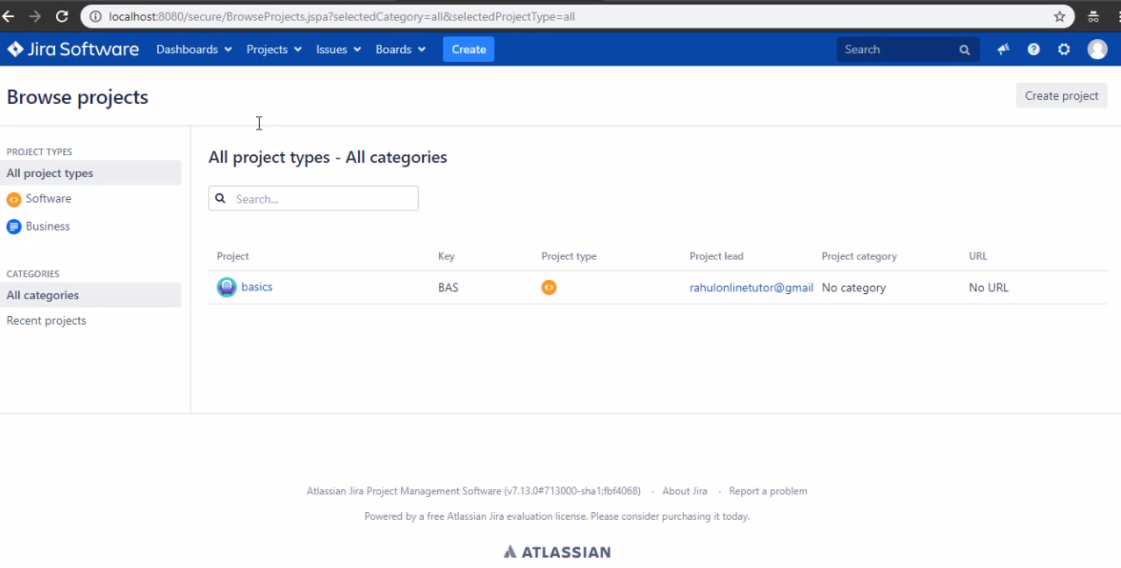 localhost:8080/secure/BrowseProjects.jspa?selectedCategory=all&selectedProjectType=all
Jira Software Dashboards Projects Issues Boards Create Search
Browse projects Create project
PROJECT TYPES
All project types
Software
Business
CATEGORIES
All categories
Recent projects
All project types - All categories
Search...
Project Key Project type Project lead Project category URL
basics BAS rahulonlinetutor@gmail No category No URL
Atlassian Jira Project Management Software (v7.13.0#713000-sha1:fbf4068) · About Jira · Report a problem
Powered by a free Atlassian Jira evaluation license. Please consider purchasing it today.
ATLASSIAN